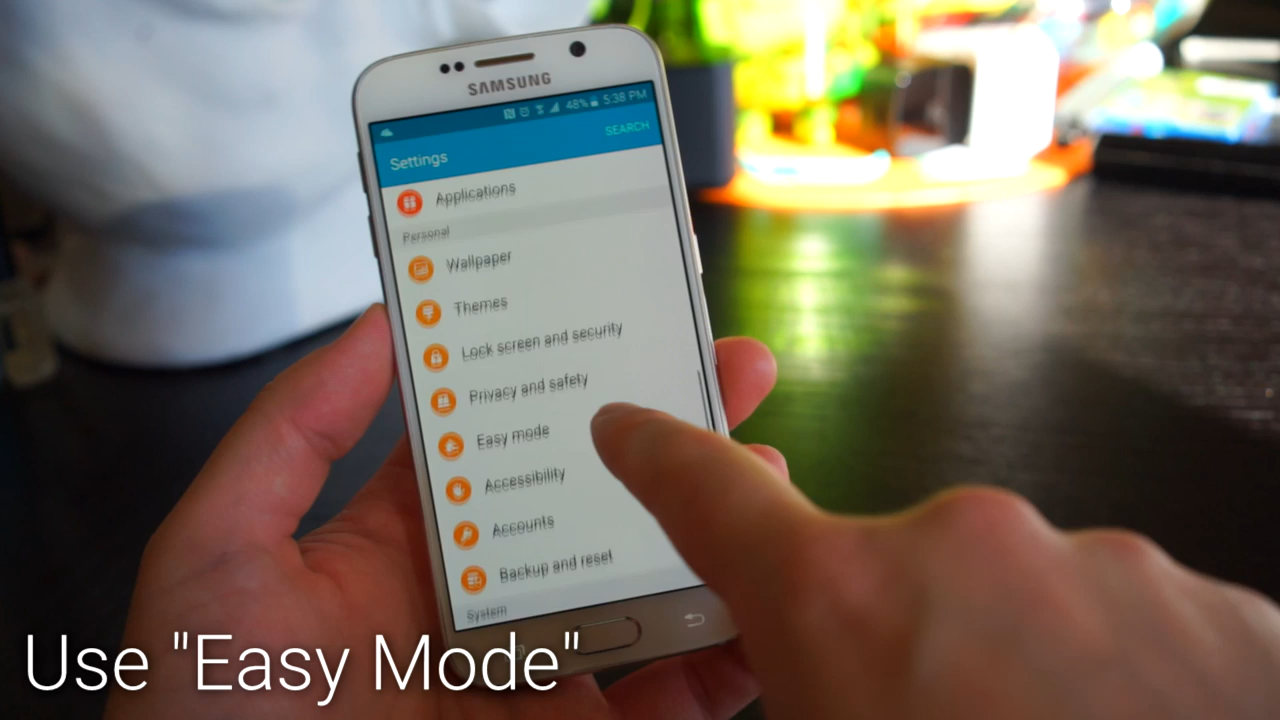 SAMSUNG
48% 5:38 PM
Settings SEARCH
Applications
Personal
Wallpaper
Themes
Lock screen and security
Privacy and safety
Easy mode
Accessibility
Accounts
Backup and reset
System
Use "Easy Mode"